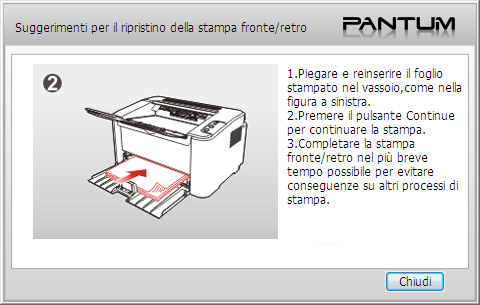 Suggerimenti per il ripristino della stampa fronte/retro
PANTUM
2
1.Piegare e reinserire il foglio
stampato nel vassoio,come nella
figura a sinistra.
2.Premere il pulsante Continue
per continuare la stampa.
3.Completare la stampa
fronte/retro nel più breve
tempo possibile per evitare
conseguenze su altri processi di
stampa.
Chiudi